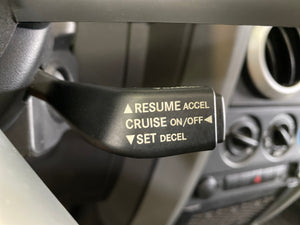 ▲RESUME ACCEL
CRUISE ON/OFF◄
▼SET DECEL